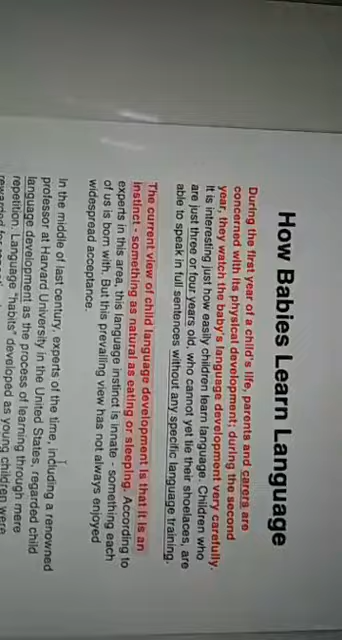 How Babies Learn Language
During the first year of a child's life, parents and carers are
concerned with its physical development; during the second
year, they watch the baby's language development very carefully.
It is interesting just how easily children learn language. Children who
are just three or four years old, who cannot yet tie their shoelaces, are
able to speak in full sentences without any specific language training.
The current view of child language development is that it is an
instinct - something as natural as eating or sleeping. According to
experts in this area, this language instinct is innate - something each
of us is born with. But this prevailing view has not always enjoyed
widespread acceptance.
In the middle of last century, experts of the time, including a renowned
professor at Harvard University in the United States, regarded child
language development as the process of learning through mere
repetition. Language "habits" developed as young children were
rewarded for